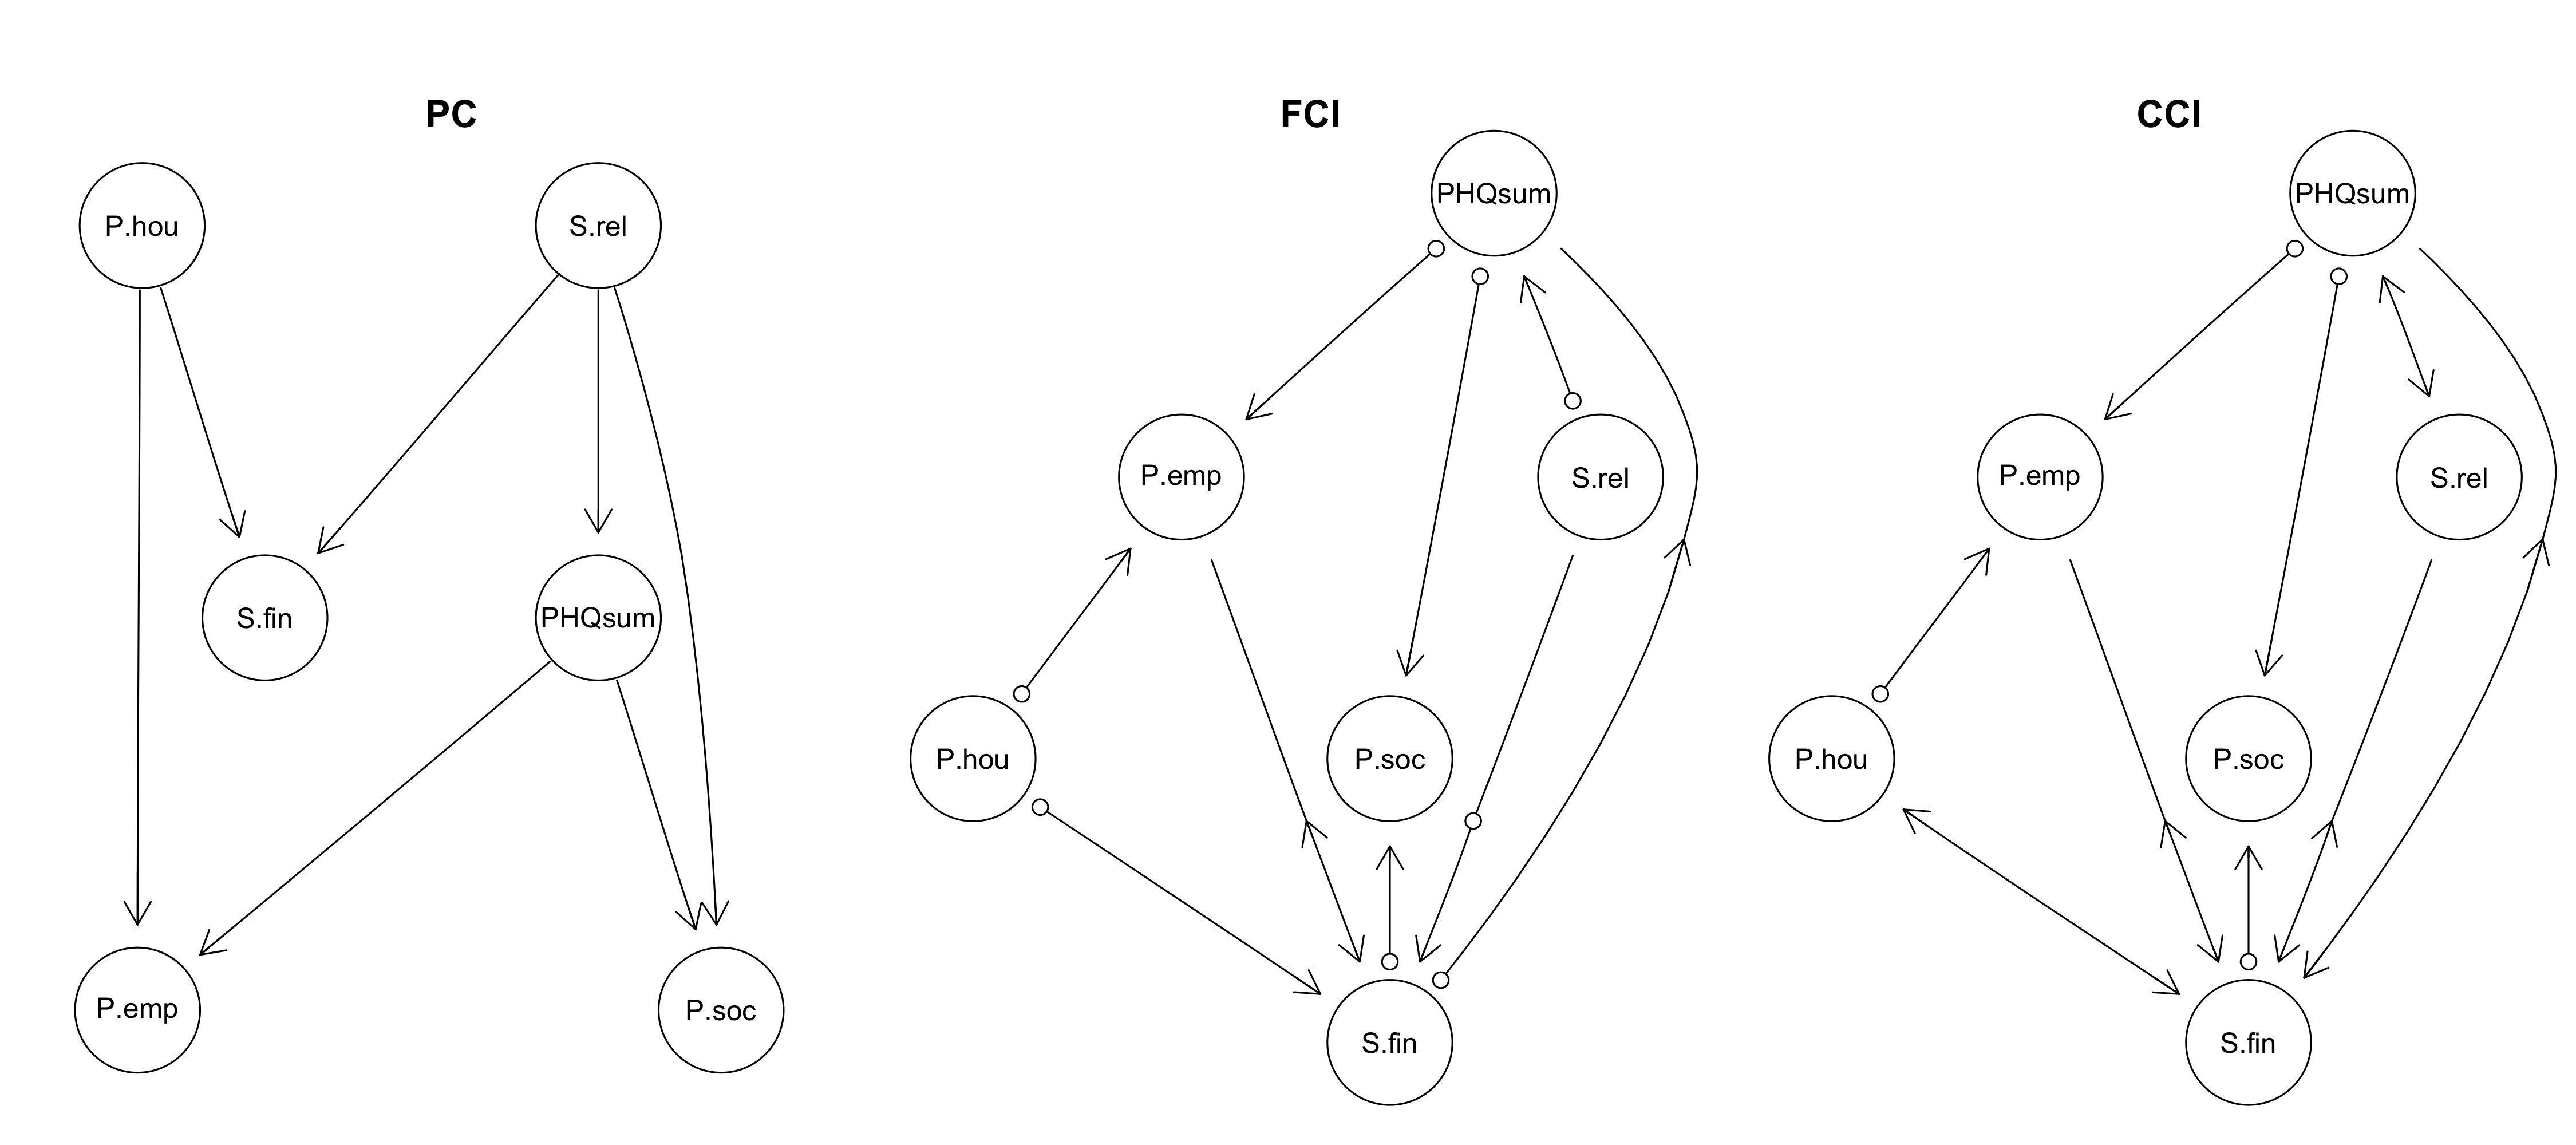 PC
P.hou
S.rel
S.fin
PHQsum
P.emp
P.soc
FCI
PHQsum
P.emp
S.rel
P.hou
P.soc
S.fin
CCI
PHQsum
P.emp
S.rel
P.hou
P.soc
S.fin